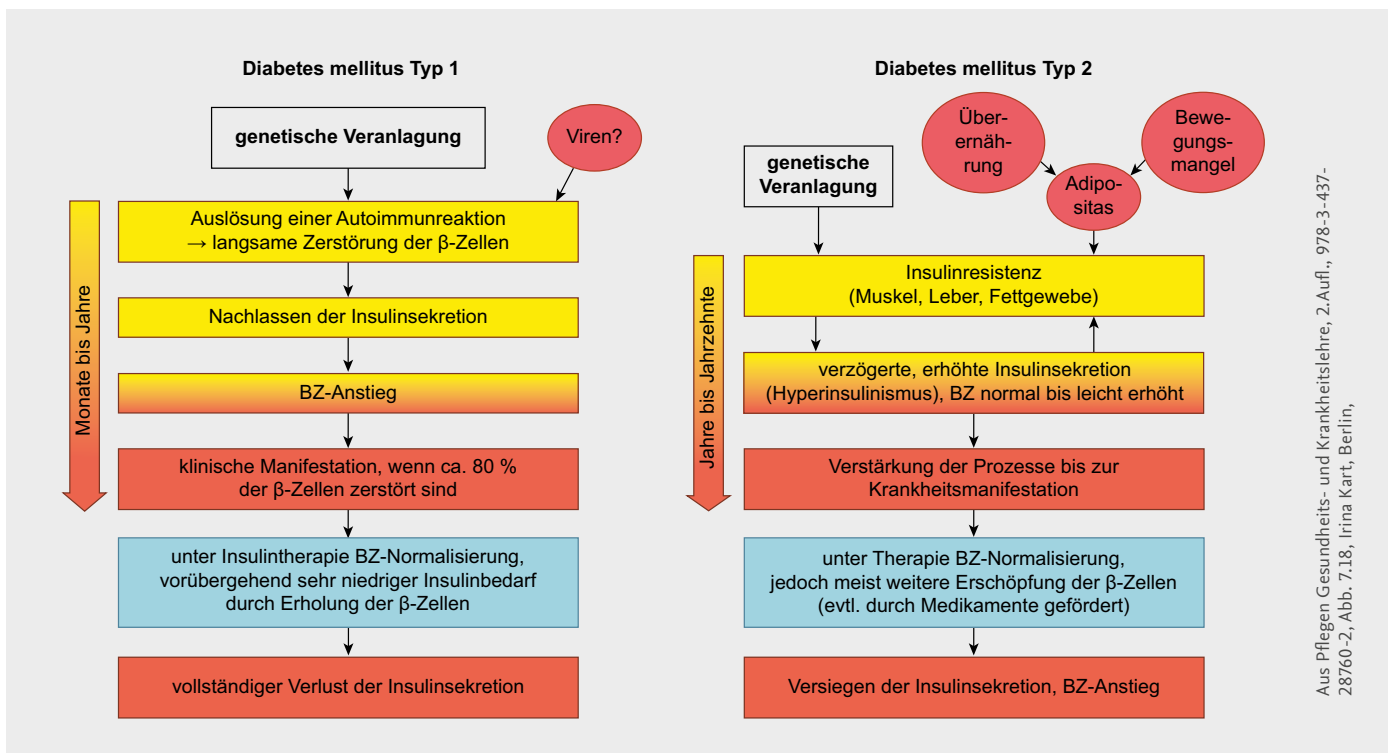 Diabetes mellitus Typ 1
genetische Veranlagung
Viren?
Monate bis Jahre
Auslösung einer Autoimmunreaktion
→ langsame Zerstörung der β-Zellen
Nachlassen der Insulinsekretion
BZ-Anstieg
klinische Manifestation, wenn ca. 80 %
der β-Zellen zerstört sind
unter Insulintherapie BZ-Normalisierung,
vorübergehend sehr niedriger Insulinbedarf
durch Erholung der β-Zellen
vollständiger Verlust der Insulinsekretion
Diabetes mellitus Typ 2
genetische
Veranlagung
Über-
ernäh-
rung
Bewe-
gungs-
mangel
Adipo-
sitas
Jahre bis Jahrzehnte
Insulinresistenz
(Muskel, Leber, Fettgewebe)
verzögerte, erhöhte Insulinsekretion
(Hyperinsulinismus), BZ normal bis leicht erhöht
Verstärkung der Prozesse bis zur
Krankheitsmanifestation
unter Therapie BZ-Normalisierung,
jedoch meist weitere Erschöpfung der β-Zellen
(evtl. durch Medikamente gefördert)
Versiegen der Insulinsekretion, BZ-Anstieg
Aus Pflegen Gesundheits- und Krankheitslehre, 2.Aufl., 978-3-437-
28760-2, Abb. 7.18, Irina Kart, Berlin,